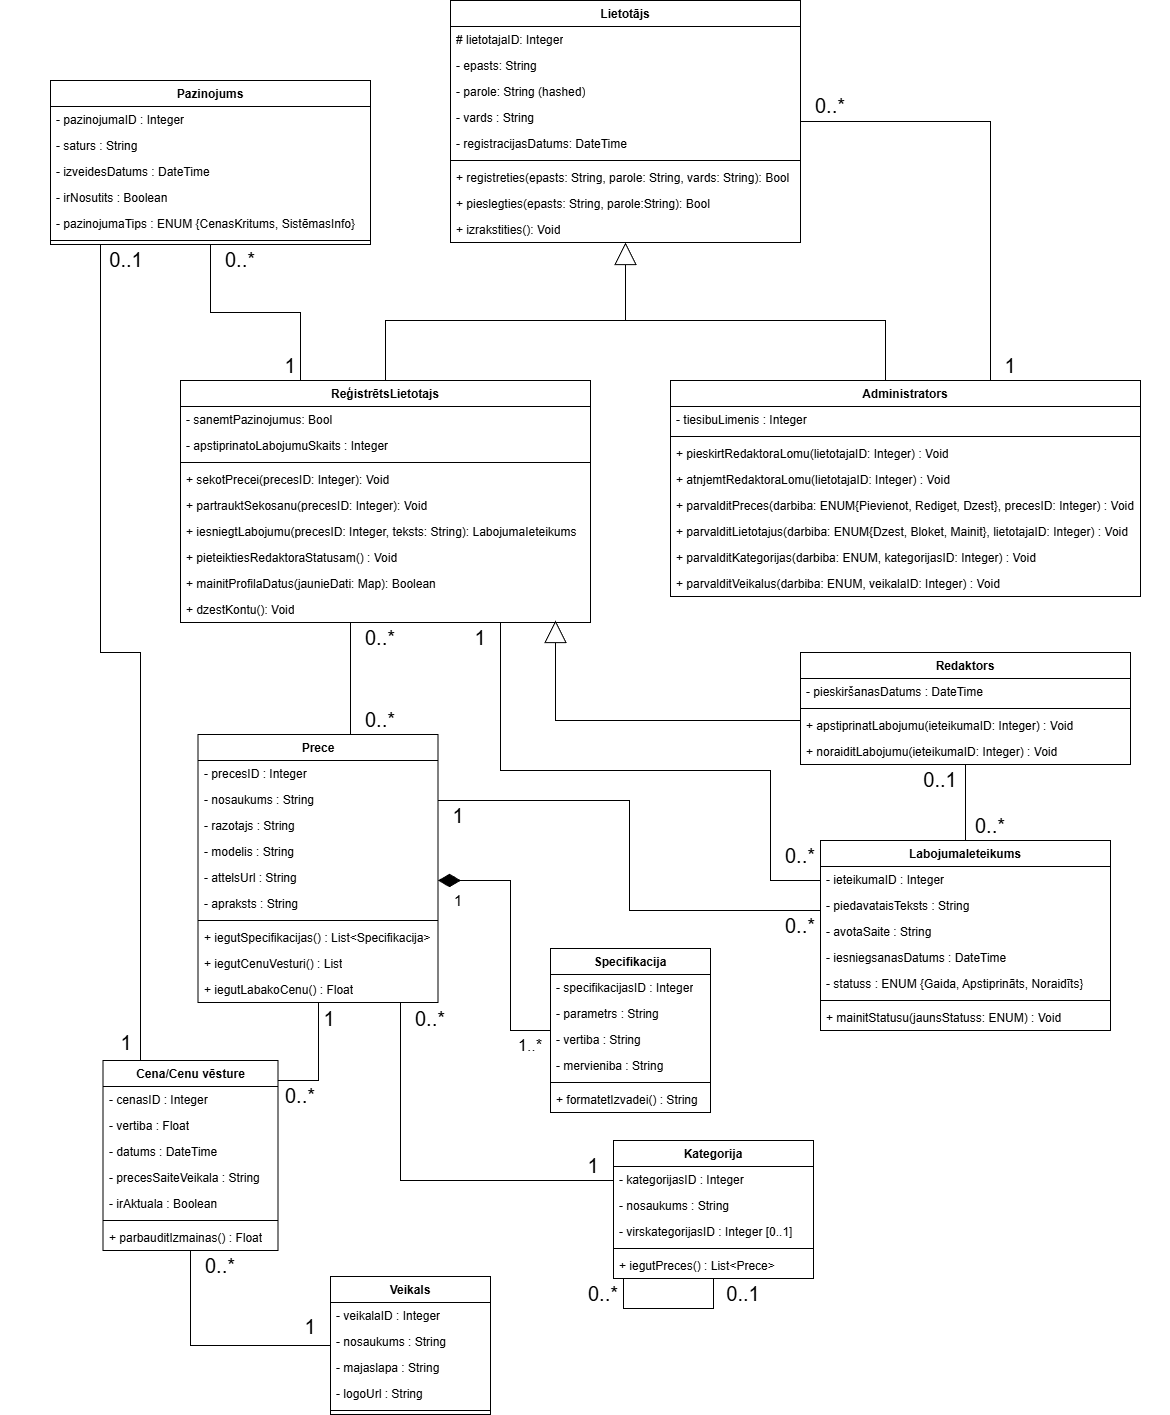 Lietotājs
# lietotajaID: Integer
- epasts: String
- parole: String (hashed)
- vards : String
- registracijasDatums: DateTime
+ registreties(epasts: String, parole: String, vards: String): Bool
+ pieslegties(epasts: String, parole:String): Bool
+ izrakstities(): Void
0..*
1
Pazinojums
- pazinojumaID : Integer
- saturs : String
- izveidesDatums : DateTime
- irNosutits : Boolean
- pazinojumaTips : ENUM {CenasKritums, SistēmasInfo}
0..1
0..*
1
ReģistrētsLietotajs
- sanemtPazinojumus: Bool
- apstiprinatoLabojumuSkaits : Integer
+ sekotPrecei(precesID: Integer): Void
+ partrauktSekosanu(precesID: Integer): Void
+ iesniegtLabojumu(precesID: Integer, teksts: String): LabojumaIeteikums
+ pieteiktiesRedaktoraStatusam() : Void
+ mainitProfilaDatus(jaunieDati: Map): Boolean
+ dzestKontu(): Void
0..*
1
Administrators
- tiesibuLimenis : Integer
+ pieskirtRedaktoraLomu(lietotajaID: Integer) : Void
+ atnjemtRedaktoraLomu(lietotajaID: Integer) : Void
+ parvalditPreces(darbiba: ENUM{Pievienot, Rediget, Dzest}, precesID: Integer) : Void
+ parvalditLietotajus(darbiba: ENUM{Dzest, Bloket, Mainit}, lietotajaID: Integer) : Void
+ parvalditKategorijas(darbiba: ENUM, kategorijasID: Integer) : Void
+ parvalditVeikalus(darbiba: ENUM, veikalaID: Integer) : Void
Redaktors
- pieskiršanasDatums : DateTime
+ apstiprinatLabojumu(ieteikumaID: Integer) : Void
+ noraiditLabojumu(ieteikumaID: Integer) : Void
0..1
0..*
0..*
Prece
- precesID : Integer
- nosaukums : String
- razotajs : String
- modelis : String
- attelsUrl : String
- apraksts : String
+ iegutSpecifikacijas() : List<Specifikacija>
+ iegutCenuVesturi() : List
+ iegutLabakoCenu() : Float
1
1
1
0..*
0..*
0..*
LabojumaIeteikums
- ieteikumaID : Integer
- piedavataisTeksts : String
- avotaSaite : String
- iesniegsanasDatums : DateTime
- statuss : ENUM {Gaida, Apstiprināts, Noraidīts}
+ mainitStatusu(jaunsStatuss: ENUM) : Void
Specifikacija
- specifikacijasID : Integer
- parametrs : String
- vertiba : String
- mervieniba : String
+ formatetIzvadei() : String
1..*
1
0..*
Cena/Cenu vēsture
- cenasID : Integer
- vertiba : Float
- datums : DateTime
- precesSaiteVeikala : String
- irAktuala : Boolean
+ parbauditIzmainas() : Float
0..*
1
Kategorija
- kategorijasID : Integer
- nosaukums : String
- virskategorijasID : Integer [0..1]
+ iegutPreces() : List<Prece>
0..*
0..1
1
Veikals
- veikalaID : Integer
- nosaukums : String
- majaslapa : String
- logoUrl : String